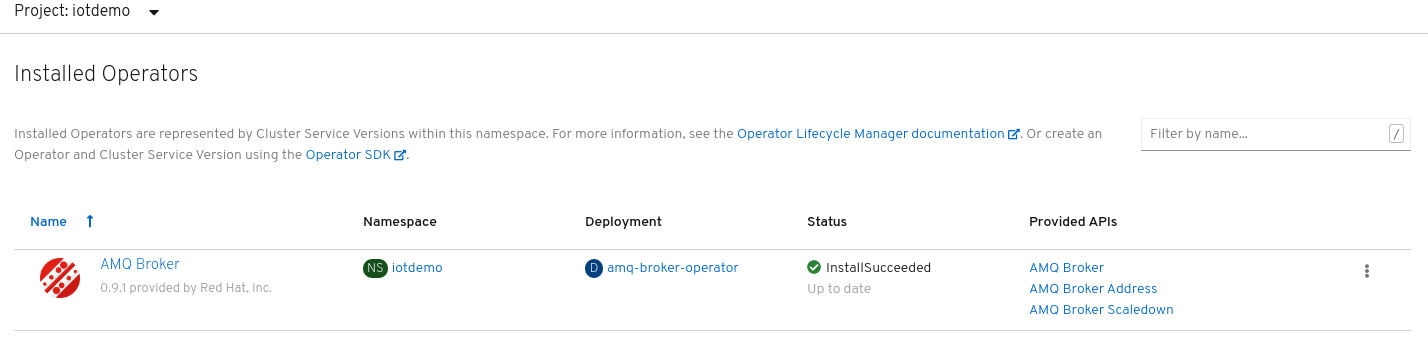 Project: iotdemo
Installed Operators
Installed Operators are represented by Cluster Service Versions within this namespace. For more information, see the Operator Lifecycle Manager documentation. Or create an
Operator and Cluster Service Version using the Operator SDK.
Filter by name... /
Name Namespace Deployment Status Provided APIs
AMQ Broker NS iotdemo D amq-broker-operator InstallSucceeded AMQ Broker
0.9.1 provided by Red Hat, Inc. Up to date AMQ Broker Address
AMQ Broker Scaledown